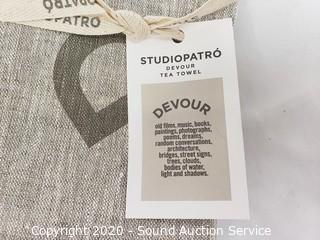 STUDIOPATRÓ
DEVOUR
TEA TOWEL
DEVOUR
old films, music, books,
paintings, photographs,
poems, dreams,
random conversations,
architecture,
bridges, street signs,
trees, clouds,
bodies of water,
light and shadows.
PATRÓ
Copyright 2020 - Sound Auction Service